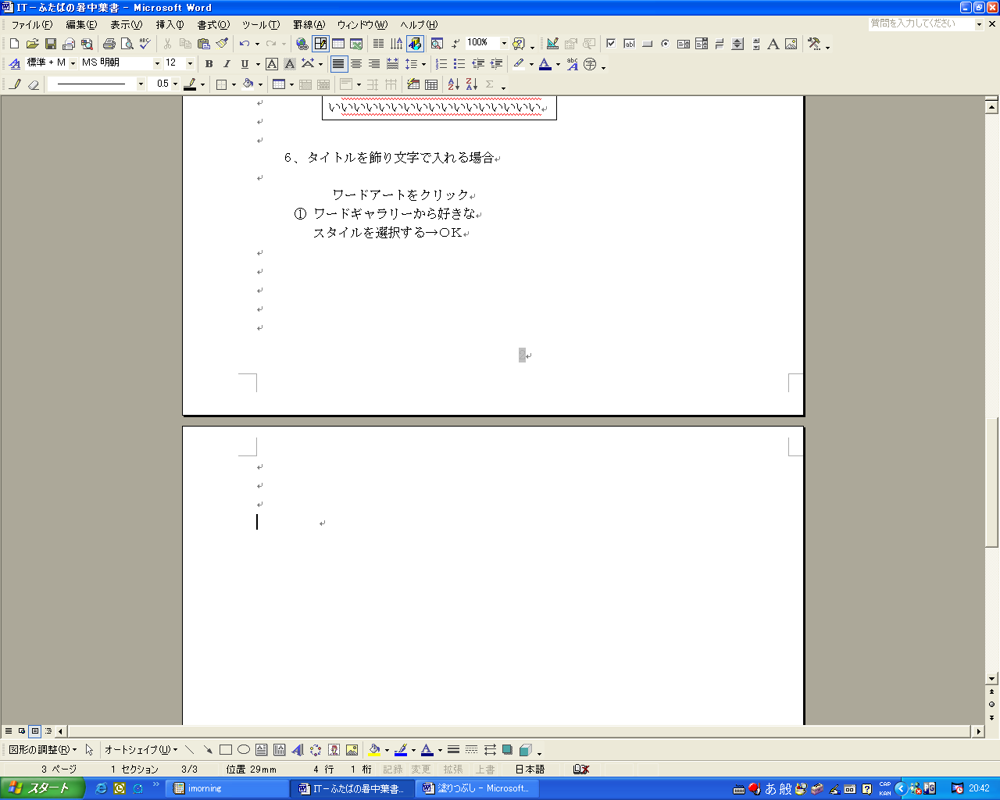 IT－ふたばの暑中葉書 － Microsoft Word
ファイル(F) 編集(E) 表示(V) 挿入(I) 書式(O) ツール(T) 罫線(A) ウィンドウ(W) ヘルプ(H) 質問を入力してください
100%
標準 + M MS 明朝 12 B I U A A A
0.5
いいいいいいいいいいいいいいいいい
６、タイトルを飾り文字で入れる場合
ワードアートをクリック
① ワードギャラリーから好きな
スタイルを選択する→ＯＫ
2
図形の調整(R) オートシェイプ(U)
3 ページ 1 セクション 3/3 位置 29mm 4 行 1 桁 記録 変更 拡張 上書 日本語
スタート imorning IT－ふたばの暑中葉書... 塗りつぶし － Microsoft... あ 般 CAP KAN 20:42